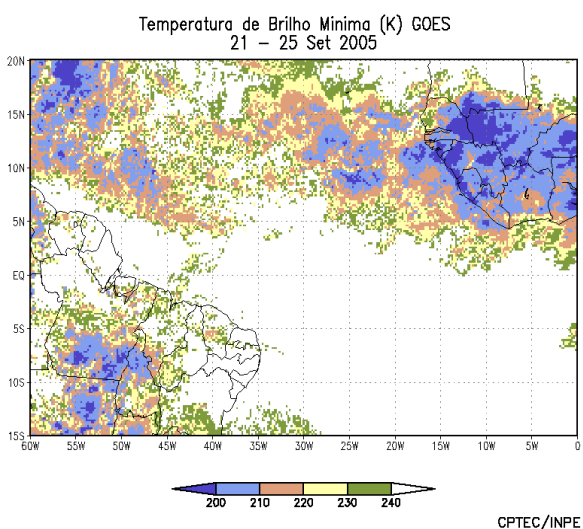 Temperatura de Brilho Minima (K) GOES
21 – 25 Set 2005
20N
15N
10N
5N
EQ
5S
10S
15S
60W 55W 50W 45W 40W 35W 30W 25W 20W 15W 10W 5W 0
200 210 220 230 240
CPTEC/INPE